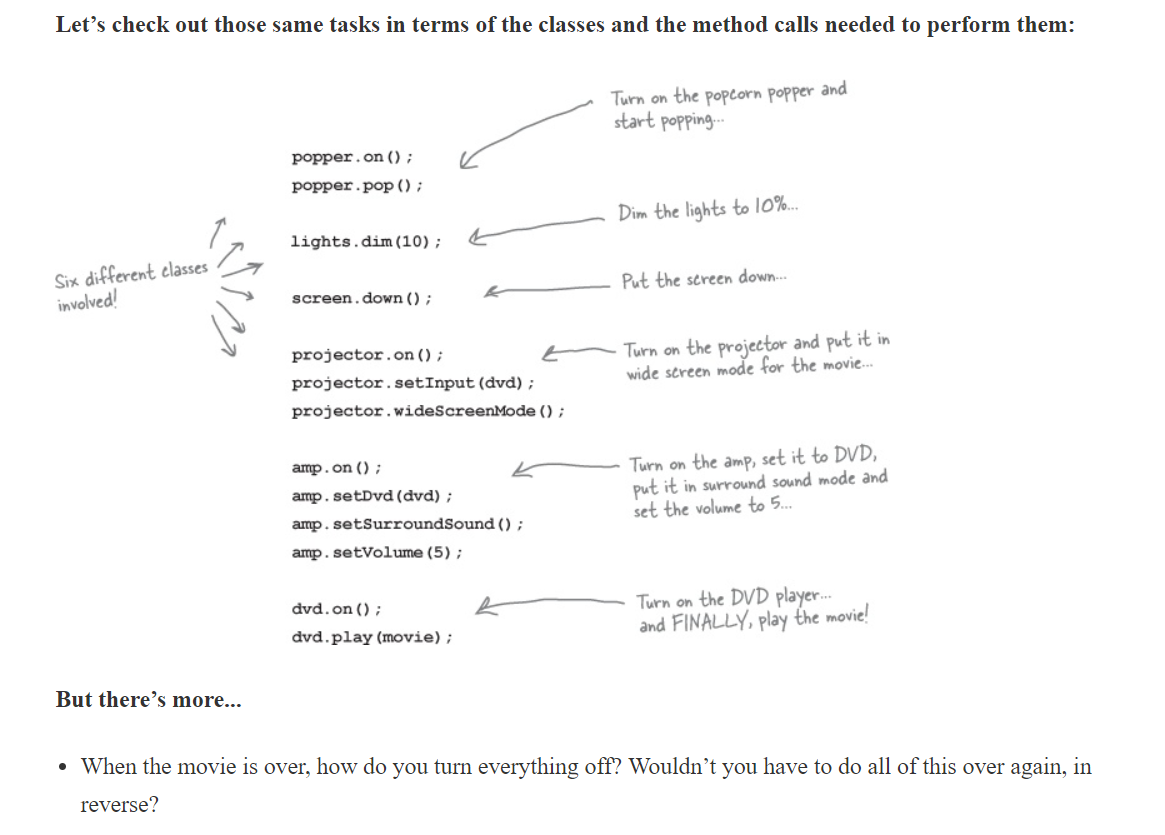 Let’s check out those same tasks in terms of the classes and the method calls needed to perform them:
Turn on the popcorn popper and
start popping...
popper.on();
popper.pop();
Dim the lights to 10%...
lights.dim(10);
Six different classes
involved!
Put the screen down...
screen.down();
Turn on the projector and put it in
wide screen mode for the movie...
projector.on();
projector.setInput(dvd);
projector.wideScreenMode();
Turn on the amp, set it to DVD,
put it in surround sound mode and
set the volume to 5...
amp.on();
amp.setDvd(dvd);
amp.setSurroundSound();
amp.setVolume(5);
Turn on the DVD player...
and FINALLY, play the movie!
dvd.on();
dvd.play(movie);
But there’s more...
• When the movie is over, how do you turn everything off? Wouldn’t you have to do all of this over again, in
reverse?